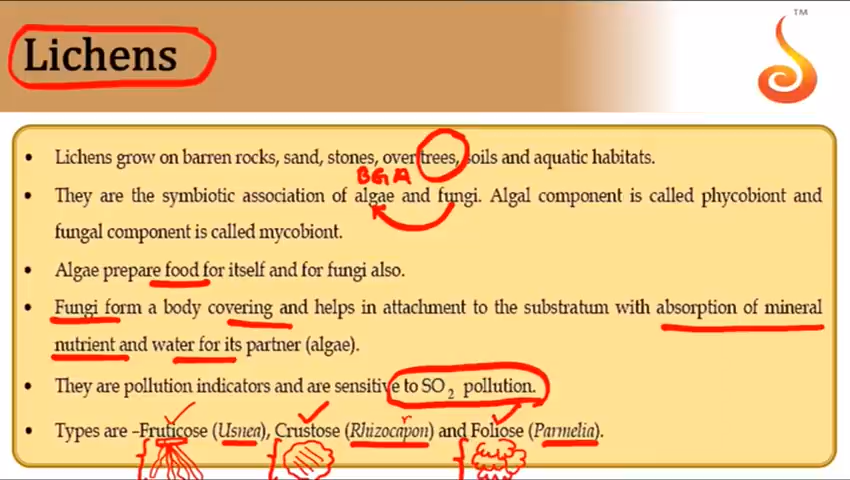 Lichens
TM
• Lichens grow on barren rocks, sand, stones, over trees, soils and aquatic habitats.
BGA
• They are the symbiotic association of algae and fungi. Algal component is called phycobiont and
fungal component is called mycobiont.
• Algae prepare food for itself and for fungi also.
• Fungi form a body covering and helps in attachment to the substratum with absorption of mineral
nutrient and water for its partner (algae).
• They are pollution indicators and are sensitive to SO₂ pollution.
r
• Types are –Fruticose (Usnea), Crustose (Rhizocapon) and Foliose (Parmelia).